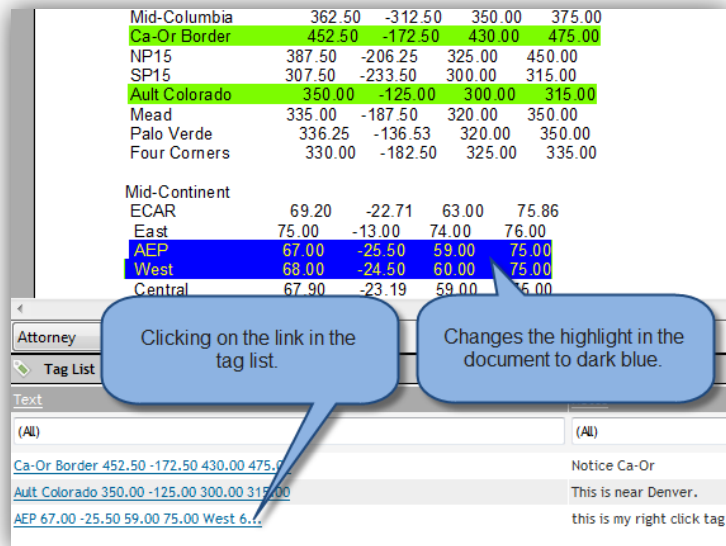 Mid-Columbia 362.50 -312.50 350.00 375.00
Ca-Or Border 452.50 -172.50 430.00 475.00
NP15 387.50 -206.25 325.00 450.00
SP15 307.50 -233.50 300.00 315.00
Ault Colorado 350.00 -125.00 300.00 315.00
Mead 335.00 -187.50 320.00 350.00
Palo Verde 336.25 -136.53 320.00 350.00
Four Corners 330.00 -182.50 325.00 335.00
Mid-Continent
ECAR 69.20 -22.71 63.00 75.86
East 75.00 -13.00 74.00 76.00
AEP 67.00 -25.50 59.00 75.00
West 68.00 -24.50 60.00 75.00
Central 67.90 -23.19 59.00
Attorney
Clicking on the link in the
tag list.
Changes the highlight in the
document to dark blue.
Tag List
Text
(All) (All)
Ca-Or Border 452.50 -172.50 430.00 Notice Ca-Or
Ault Colorado 350.00 -125.00 300.00 315.00 This is near Denver.
AEP 67.00 -25.50 59.00 75.00 West 6... this is my right click tag